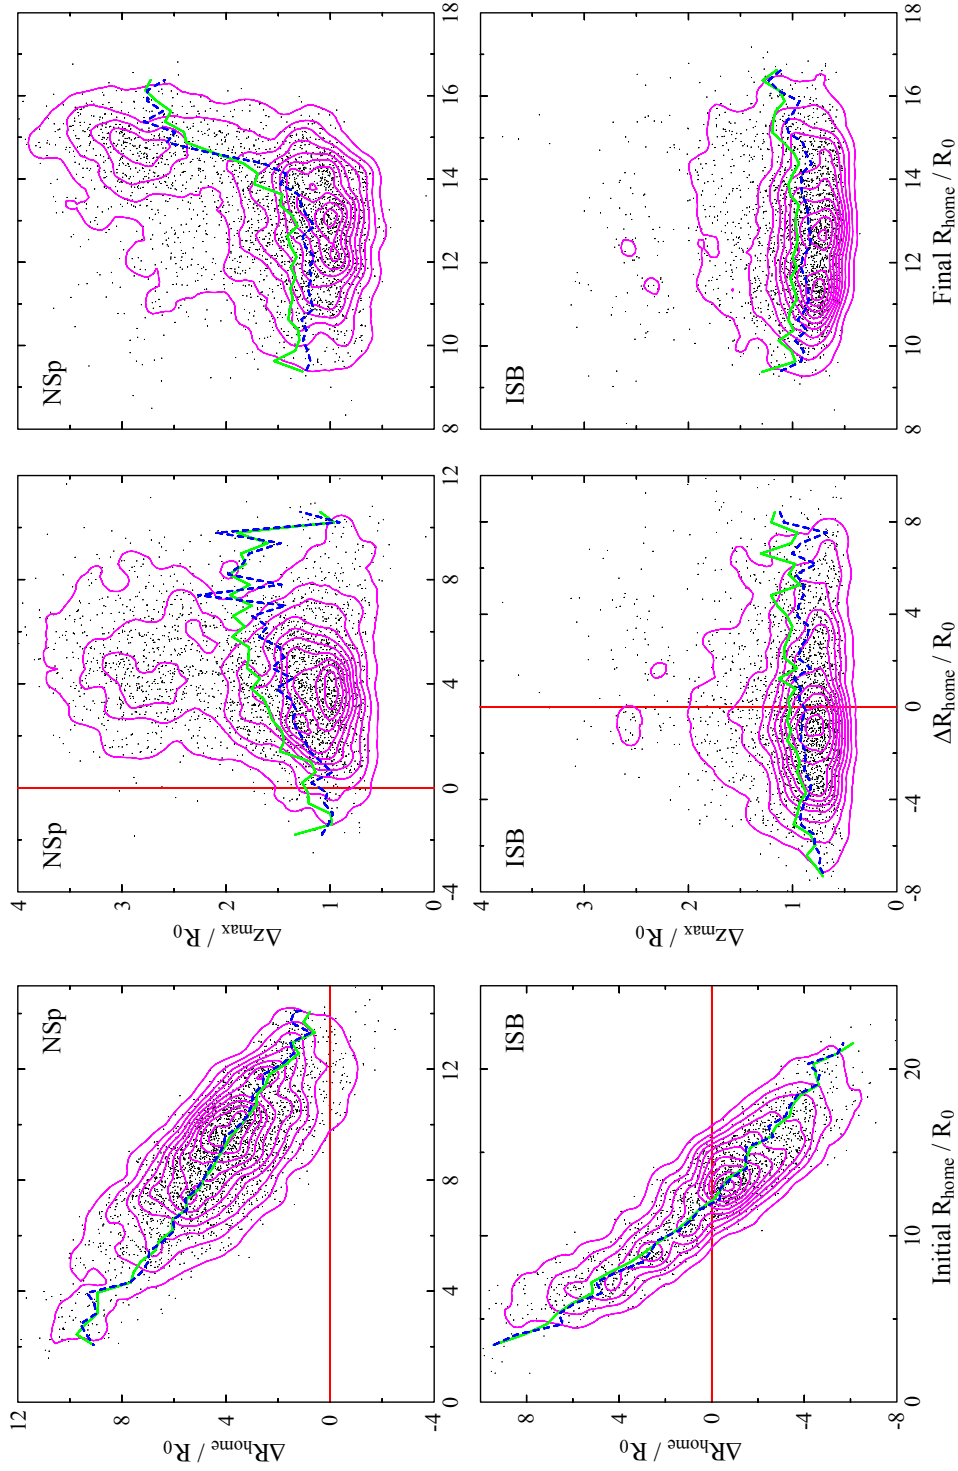 12
8
4
0
-4
ΔR_home / R_0
NSp
0 4 8 12
4
3
2
1
0
Δz_max / R_0
NSp
-4 0 4 8 12
NSp
8 10 12 14 16 18
8
4
0
-4
-8
ΔR_home / R_0
ISB
0 10 20
Initial R_home / R_0
4
3
2
1
0
Δz_max / R_0
ISB
-8 -4 0 4 8
ΔR_home / R_0
ISB
8 10 12 14 16 18
Final R_home / R_0